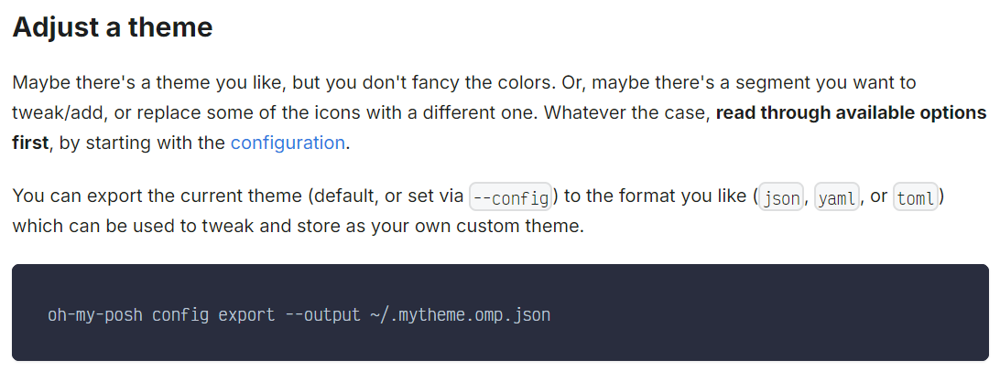 Adjust a theme
Maybe there's a theme you like, but you don't fancy the colors. Or, maybe there's a segment you want to
tweak/add, or replace some of the icons with a different one. Whatever the case, read through available options
first, by starting with the configuration.
You can export the current theme (default, or set via --config) to the format you like (json, yaml, or toml)
which can be used to tweak and store as your own custom theme.
oh-my-posh config export --output ~/.mytheme.omp.json